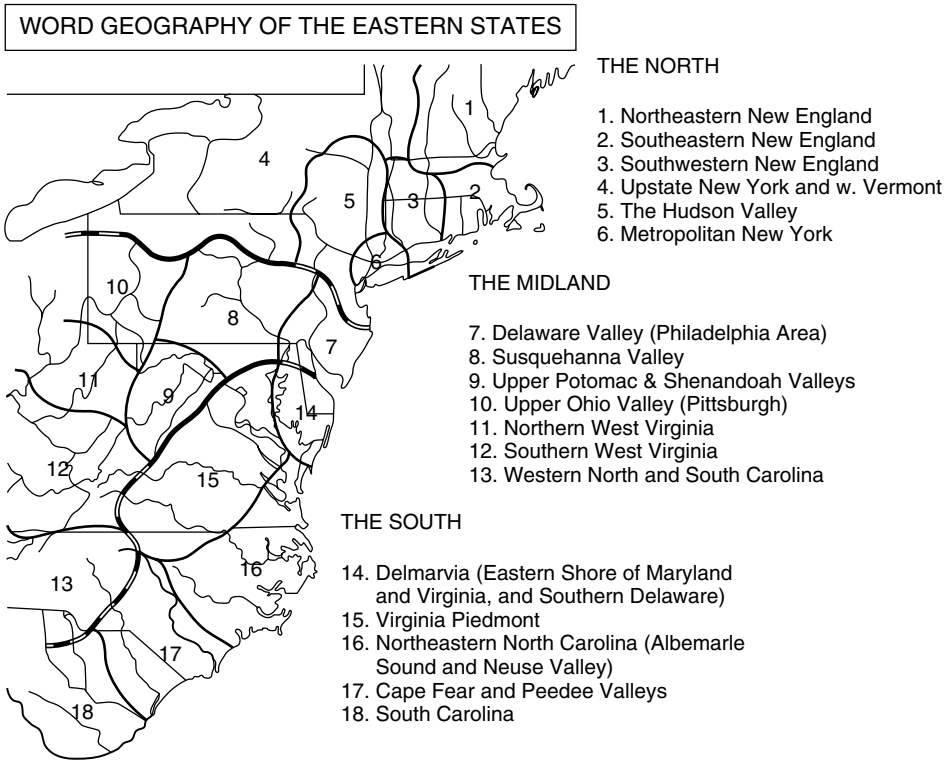 WORD GEOGRAPHY OF THE EASTERN STATES
THE NORTH
1. Northeastern New England
2. Southeastern New England
3. Southwestern New England
4. Upstate New York and w. Vermont
5. The Hudson Valley
6. Metropolitan New York
THE MIDLAND
7. Delaware Valley (Philadelphia Area)
8. Susquehanna Valley
9. Upper Potomac & Shenandoah Valleys
10. Upper Ohio Valley (Pittsburgh)
11. Northern West Virginia
12. Southern West Virginia
13. Western North and South Carolina
THE SOUTH
14. Delmarvia (Eastern Shore of Maryland
and Virginia, and Southern Delaware)
15. Virginia Piedmont
16. Northeastern North Carolina (Albemarle
Sound and Neuse Valley)
17. Cape Fear and Peedee Valleys
18. South Carolina
1
4
2
5
3
6
10
8
7
11
9
14
12
15
16
13
17
18